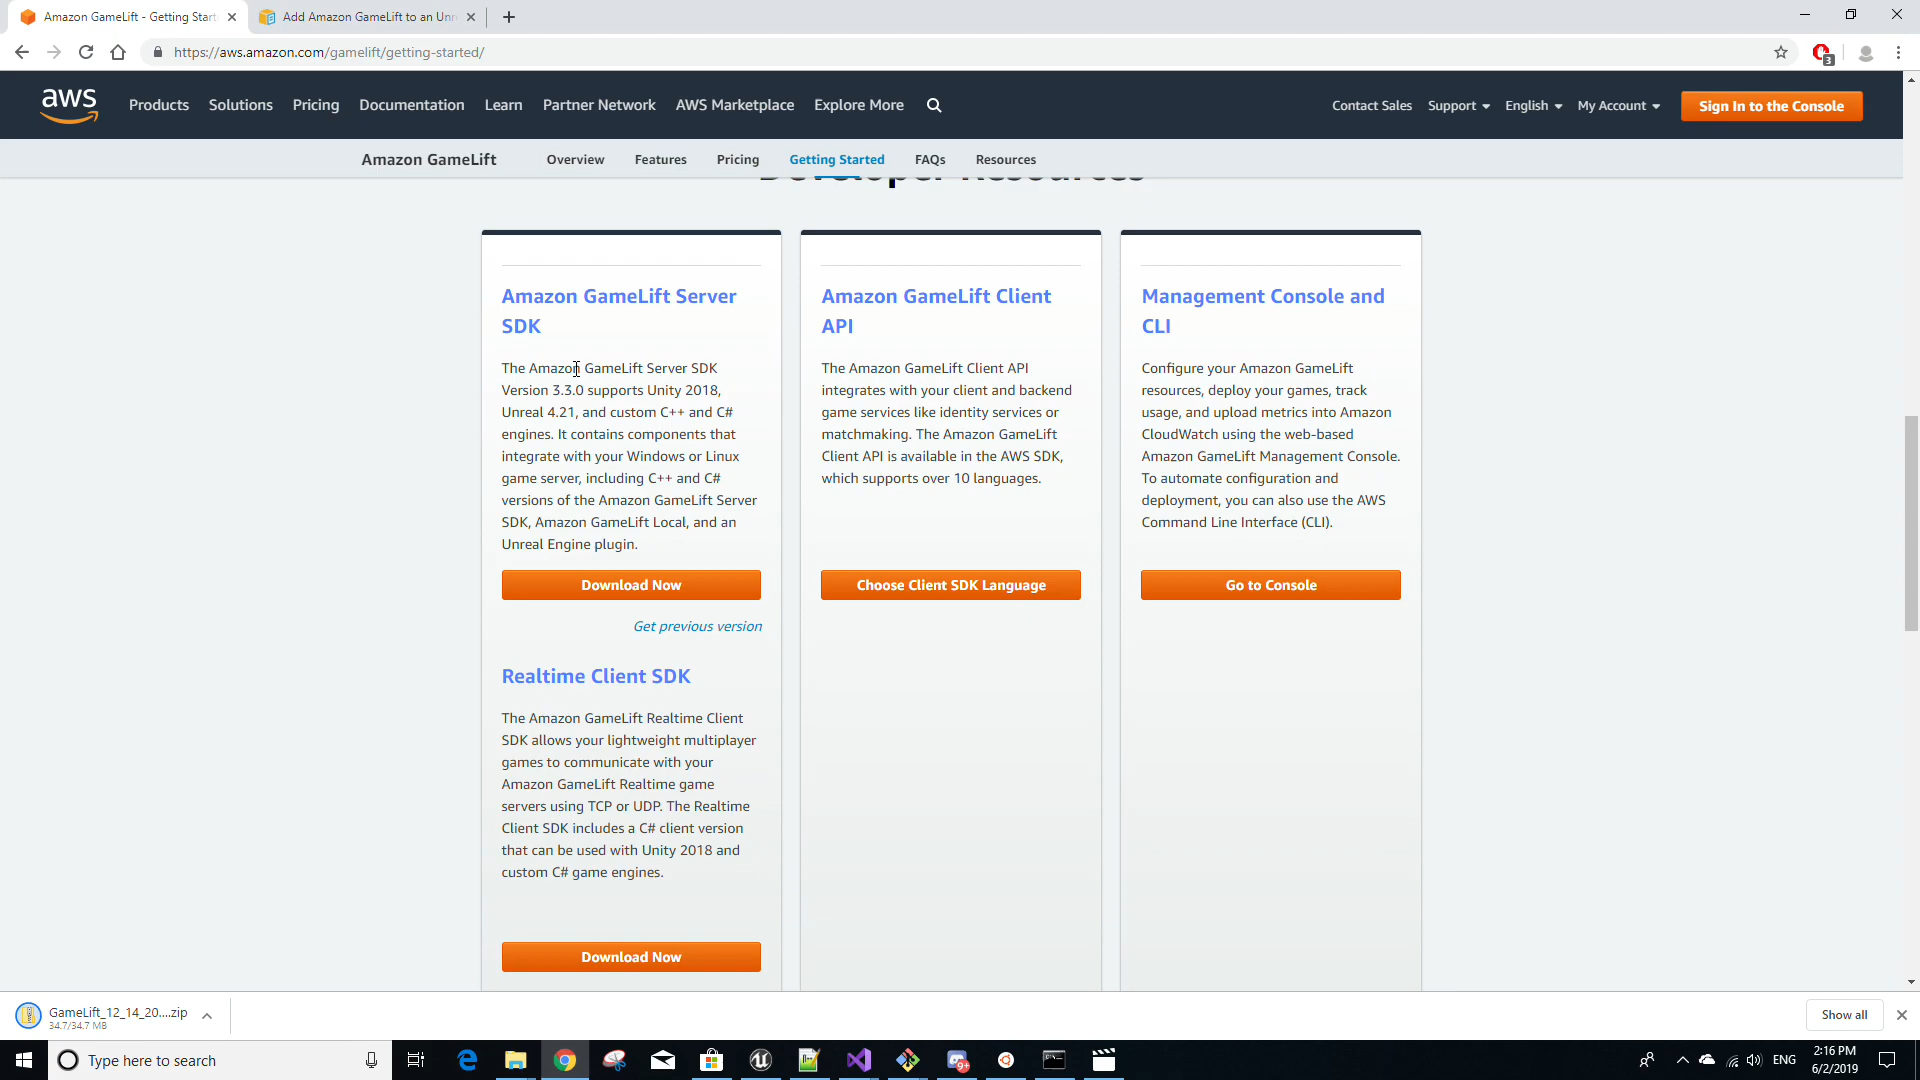 Amazon GameLift - Getting Start
Add Amazon GameLift to an Unr
https://aws.amazon.com/gamelift/getting-started/
3
aws
Products
Solutions
Pricing
Documentation
Learn
Partner Network
AWS Marketplace
Explore More
Contact Sales
Support
English
My Account
Sign In to the Console
Amazon GameLift
Overview
Features
Pricing
Getting Started
FAQs
Resources
Developer Resources
Amazon GameLift Server
SDK
The Amazon GameLift Server SDK
Version 3.3.0 supports Unity 2018,
Unreal 4.21, and custom C++ and C#
engines. It contains components that
integrate with your Windows or Linux
game server, including C++ and C#
versions of the Amazon GameLift Server
SDK, Amazon GameLift Local, and an
Unreal Engine plugin.
Download Now
Get previous version
Realtime Client SDK
The Amazon GameLift Realtime Client
SDK allows your lightweight multiplayer
games to communicate with your
Amazon GameLift Realtime game
servers using TCP or UDP. The Realtime
Client SDK includes a C# client version
that can be used with Unity 2018 and
custom C# game engines.
Download Now
Amazon GameLift Client
API
The Amazon GameLift Client API
integrates with your client and backend
game services like identity services or
matchmaking. The Amazon GameLift
Client API is available in the AWS SDK,
which supports over 10 languages.
Choose Client SDK Language
Management Console and
CLI
Configure your Amazon GameLift
resources, deploy your games, track
usage, and upload metrics into Amazon
CloudWatch using the web-based
Amazon GameLift Management Console.
To automate configuration and
deployment, you can also use the AWS
Command Line Interface (CLI).
Go to Console
GameLift_12_14_20....zip
34.7/34.7 MB
Show all
Type here to search
9+
ENG
2:16 PM
6/2/2019